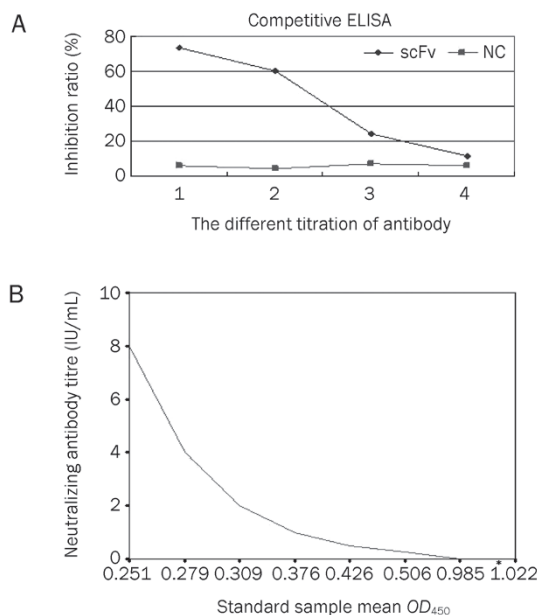 A
Competitive ELISA
Inhibition ratio (%)
80
60
40
20
0
scFv
NC
1 2 3 4
The different titration of antibody
B
Neutralizing antibody titre (IU/mL)
10
8
6
4
2
0
0.251 0.279 0.309 0.376 0.426 0.506 0.985 *1.022
Standard sample mean OD450